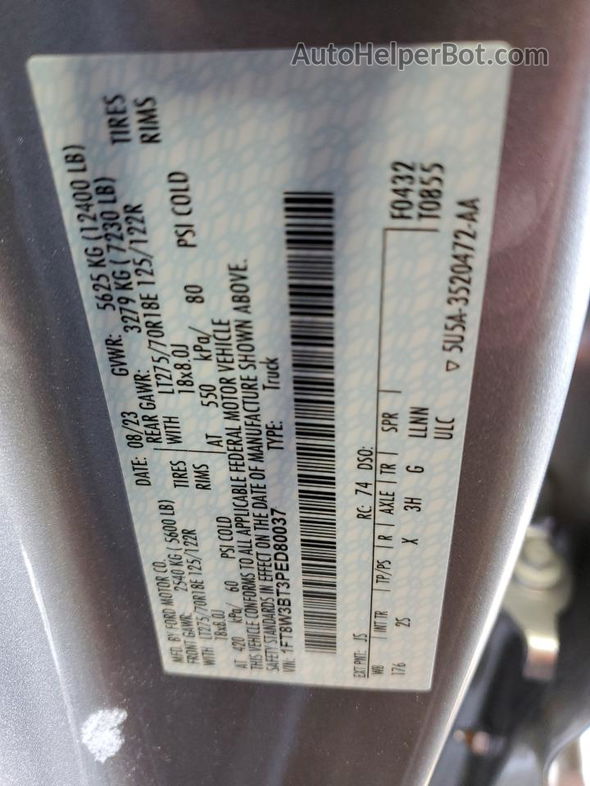 AutoHelperBot.com
MFD. BY FORD MOTOR CO.
DATE: 08/23 GVWR: 5625 KG (12400 LB)
FRONT GAWR: 2540 KG ( 5600 LB) REAR GAWR: 3279 KG ( 7230 LB)
WITH LT275/70R18E 125/122R TIRES WITH LT275/70R18E 125/122R TIRES
18x8.0J RIMS 18x8.0J RIMS
AT 420 kPa/ 60 PSI COLD AT 550 kPa/ 80 PSI COLD
THIS VEHICLE CONFORMS TO ALL APPLICABLE FEDERAL MOTOR VEHICLE
SAFETY STANDARDS IN EFFECT ON THE DATE OF MANUFACTURE SHOWN ABOVE.
VIN: 1FT8W3BT3PED80037 TYPE: Truck
F0432
T0855
EXT PNT: JS RC: 74 DSO:
WB INT TR TP/PS R AXLE TR SPR
176 2S X 3H G LLNN
ULC ▽ 5U5A-3520472-AA